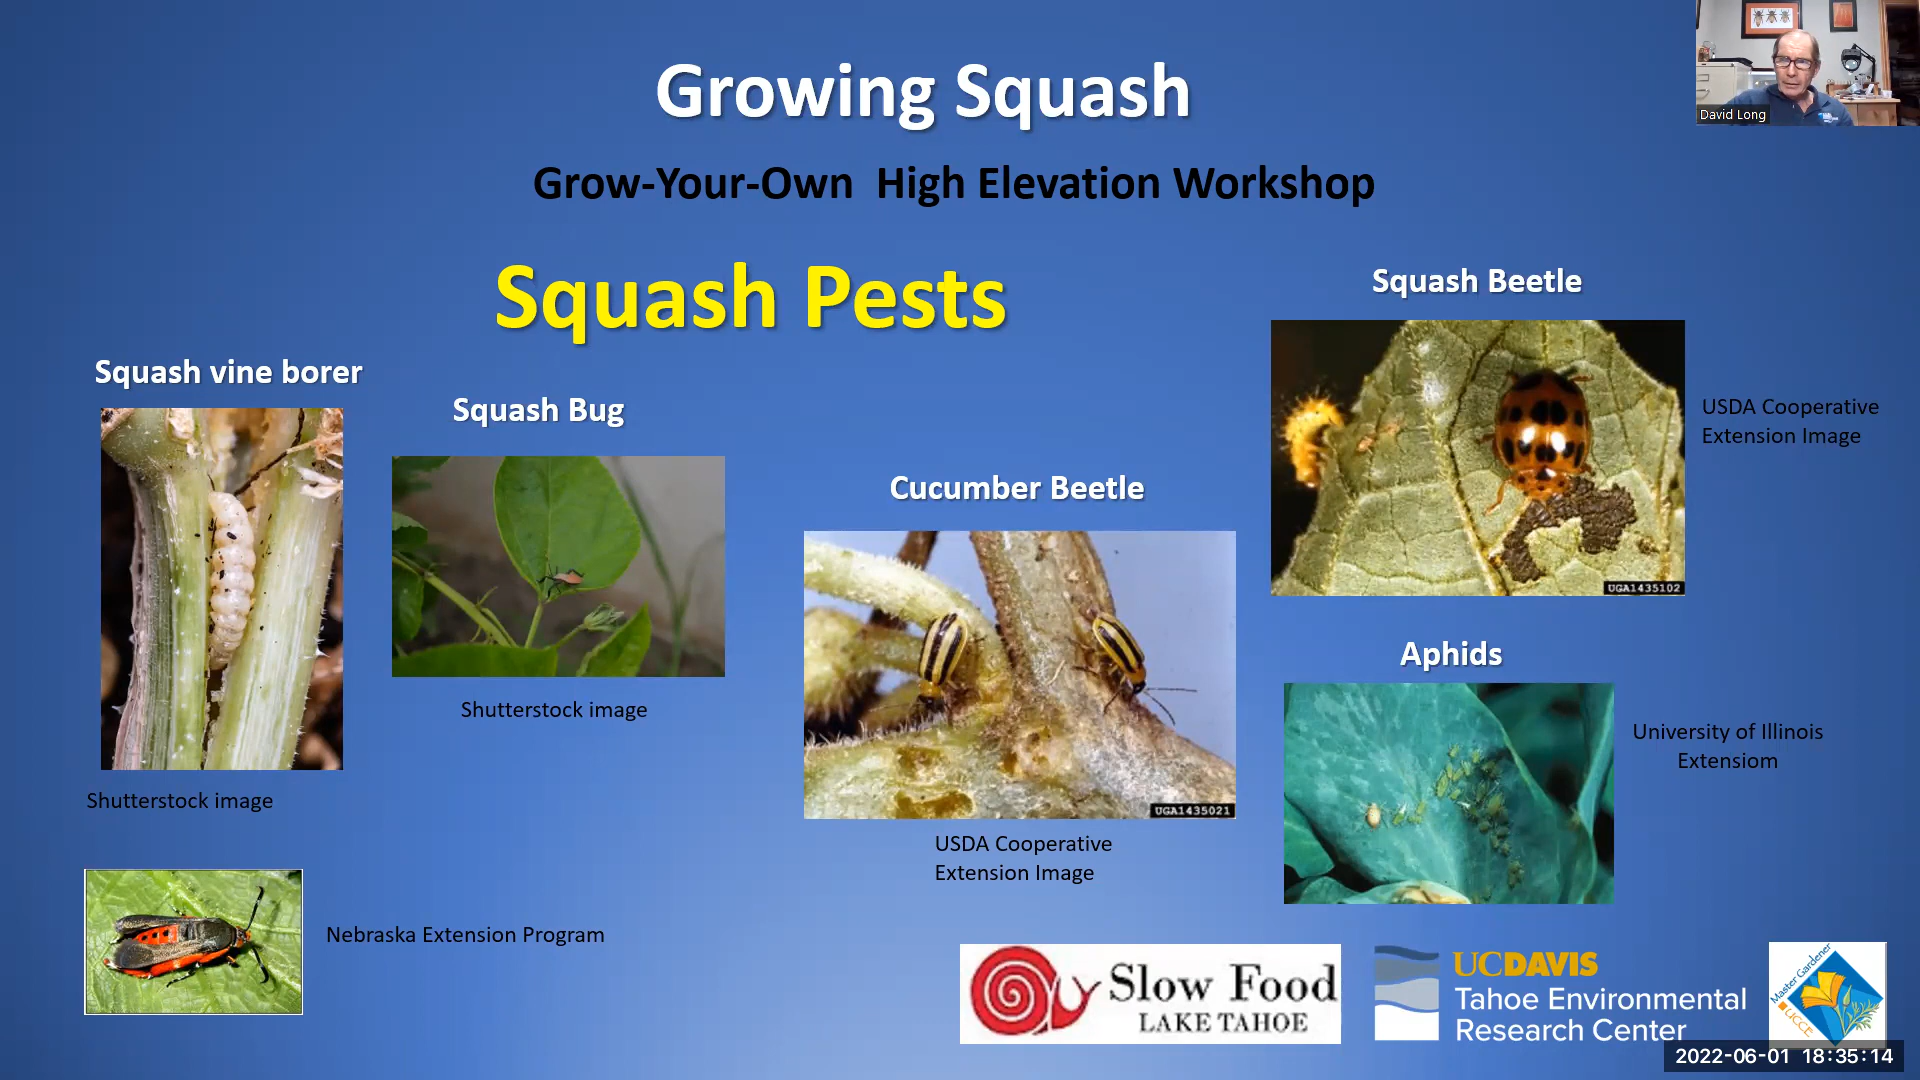 Growing Squash
David Long
Grow-Your-Own  High Elevation Workshop
Squash Pests
Squash Beetle
Squash vine borer
Squash Bug
USDA Cooperative
Extension Image
Cucumber Beetle
UGA1435102
Aphids
Shutterstock image
University of Illinois
Extensiom
Shutterstock image
UGA1435021
USDA Cooperative
Extension Image
Nebraska Extension Program
Slow Food
LAKE TAHOE
UCDAVIS
Tahoe Environmental
Research Center
Master Gardener
UCCE
2022-06-01 18:35:14